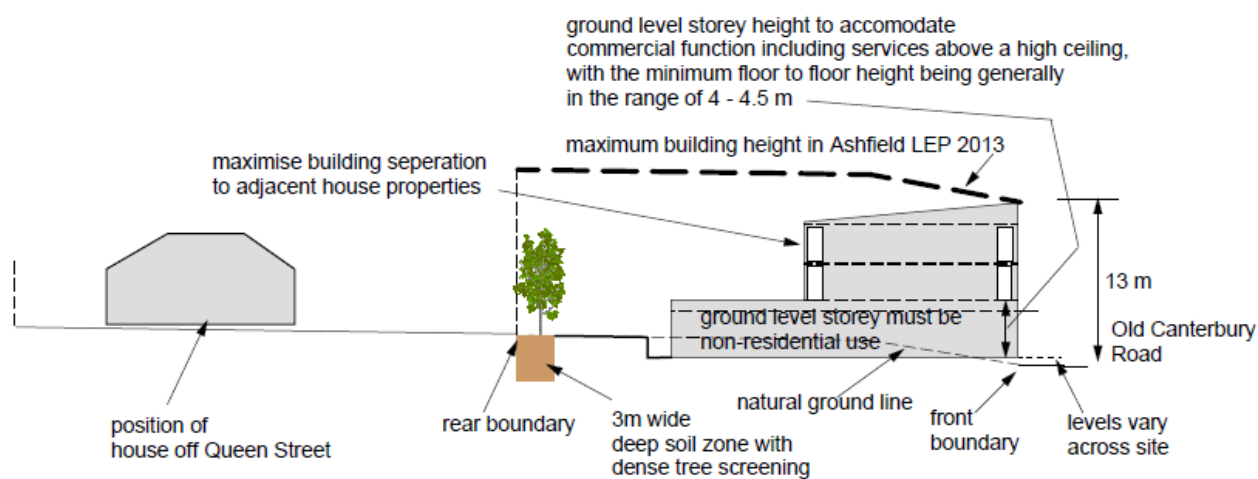 ground level storey height to accomodate
commercial function including services above a high ceiling,
with the minimum floor to floor height being generally
in the range of 4 - 4.5 m
maximum building height in Ashfield LEP 2013
maximise building seperation
to adjacent house properties
13 m
ground level storey must be
non-residential use
Old Canterbury
Road
natural ground line
position of
house off Queen Street
rear boundary
3m wide
deep soil zone with
dense tree screening
front
boundary
levels vary
across site